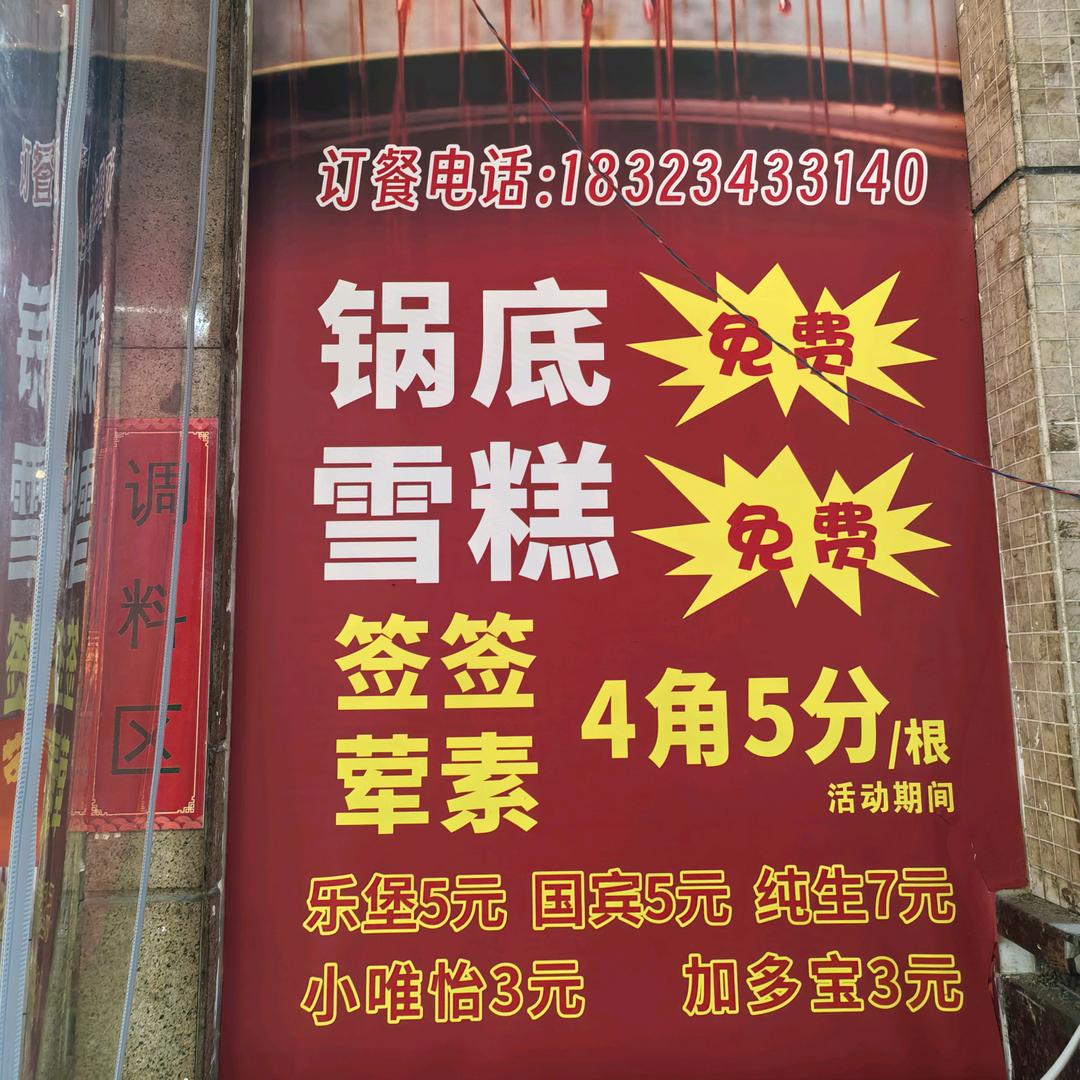 订餐电话:18323433140
锅底 免费
雪糕 免费
签签
荤素
4角5分/根
活动期间
乐堡5元 国宾5元 纯生7元
小唯怡3元 加多宝3元
调料区